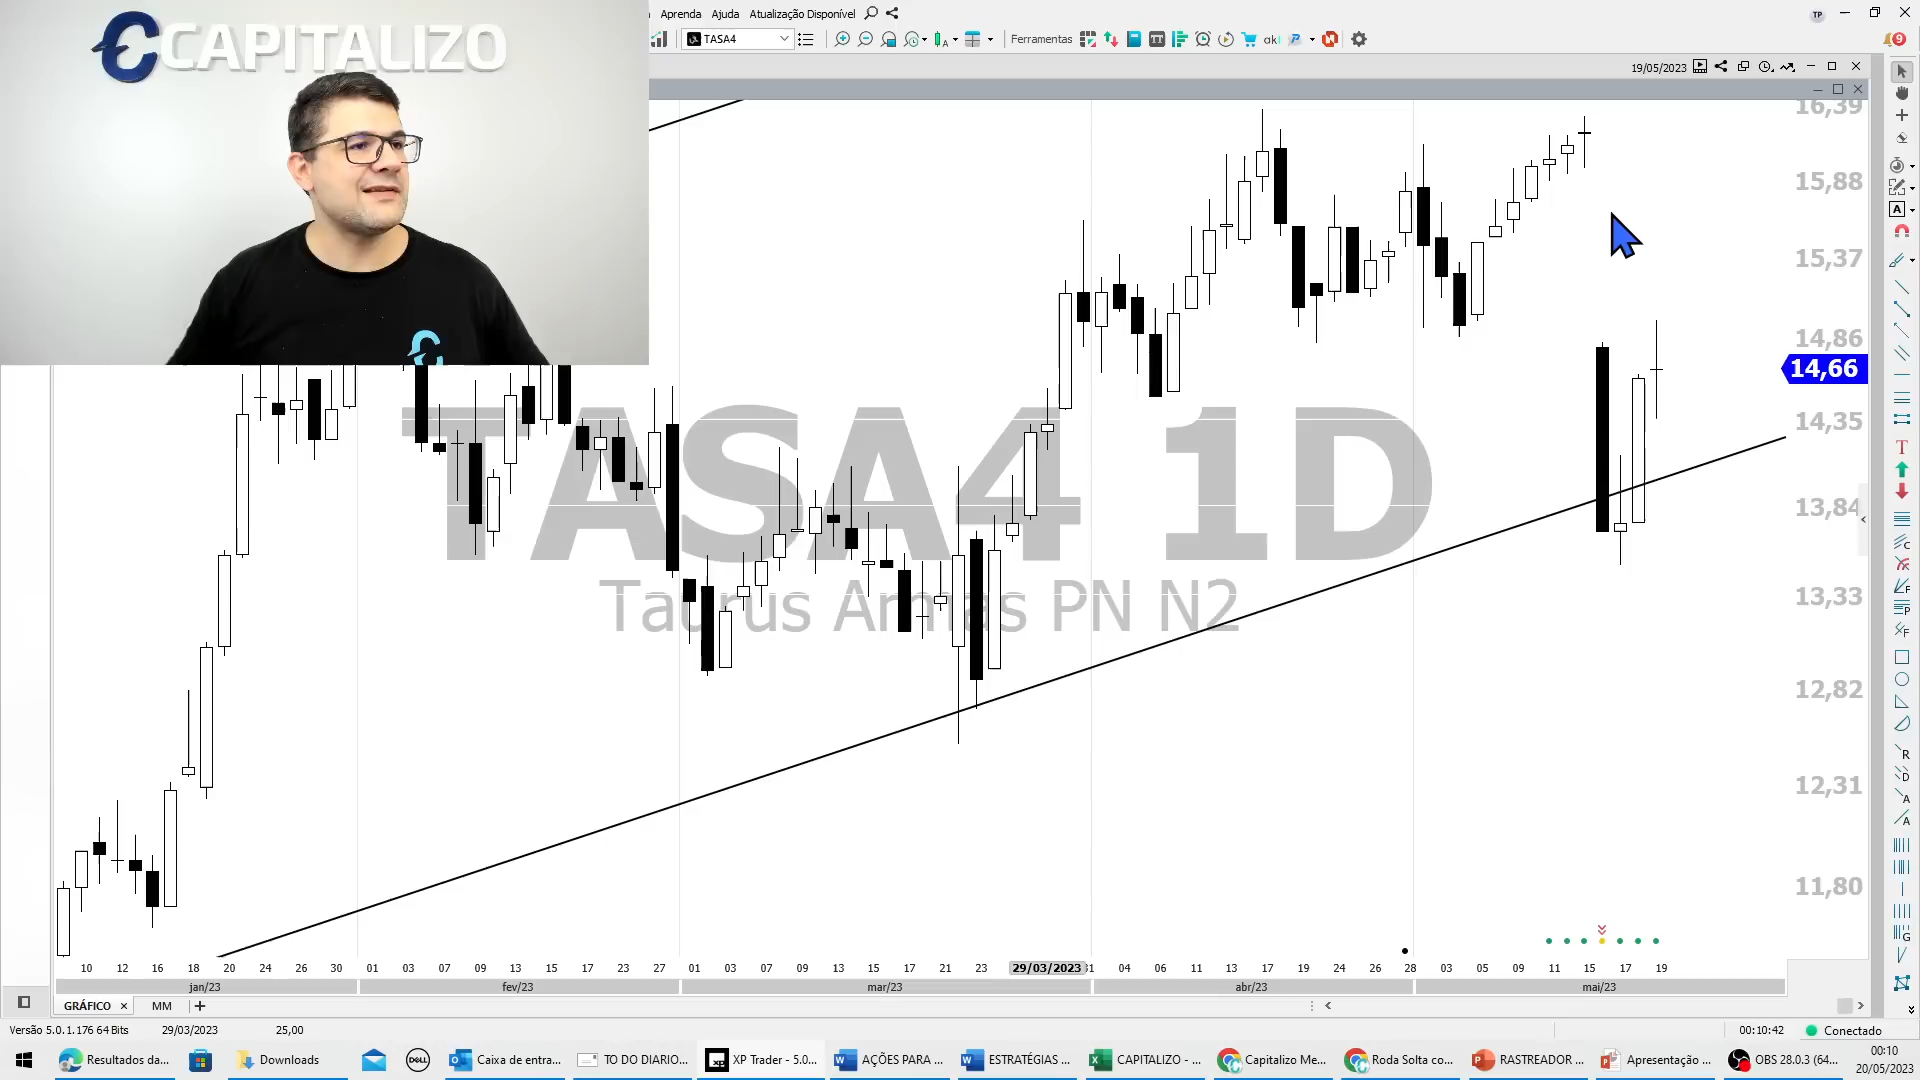 CAPITALIZO
Aprenda Ajuda Atualização Disponível
TP
TASA4
Ferramentas
aki
9
19/05/2023
16,39
15,88
15,37
14,86
14,66
14,35
13,84
13,33
12,82
12,31
11,80
TASA4 1D
Taurus Armas PN N2
10 12 16 18 20 24 26 30 01 03 07 09 13 15 17 23 27 01 03 07 09 13 15 17 21 23 29/03/2023 31 04 06 11 13 17 19 24 26 28 03 05 09 11 15 17 19
jan/23 fev/23 mar/23 abr/23 mai/23
GRÁFICO × MM +
Versão 5.0.1.176 64 Bits 29/03/2023 25,00
00:10:42 Conectado
Resultados da... Downloads DELL Caixa de entra... TO DO DIARIO... XP Trader - 5.0... AÇÕES PARA ... ESTRATÉGIAS ... CAPITALIZO - ... Capitalizo Me... Roda Solta co... RASTREADOR ... Apresentação ... OBS 28.0.3 (64...
00:10
20/05/2023